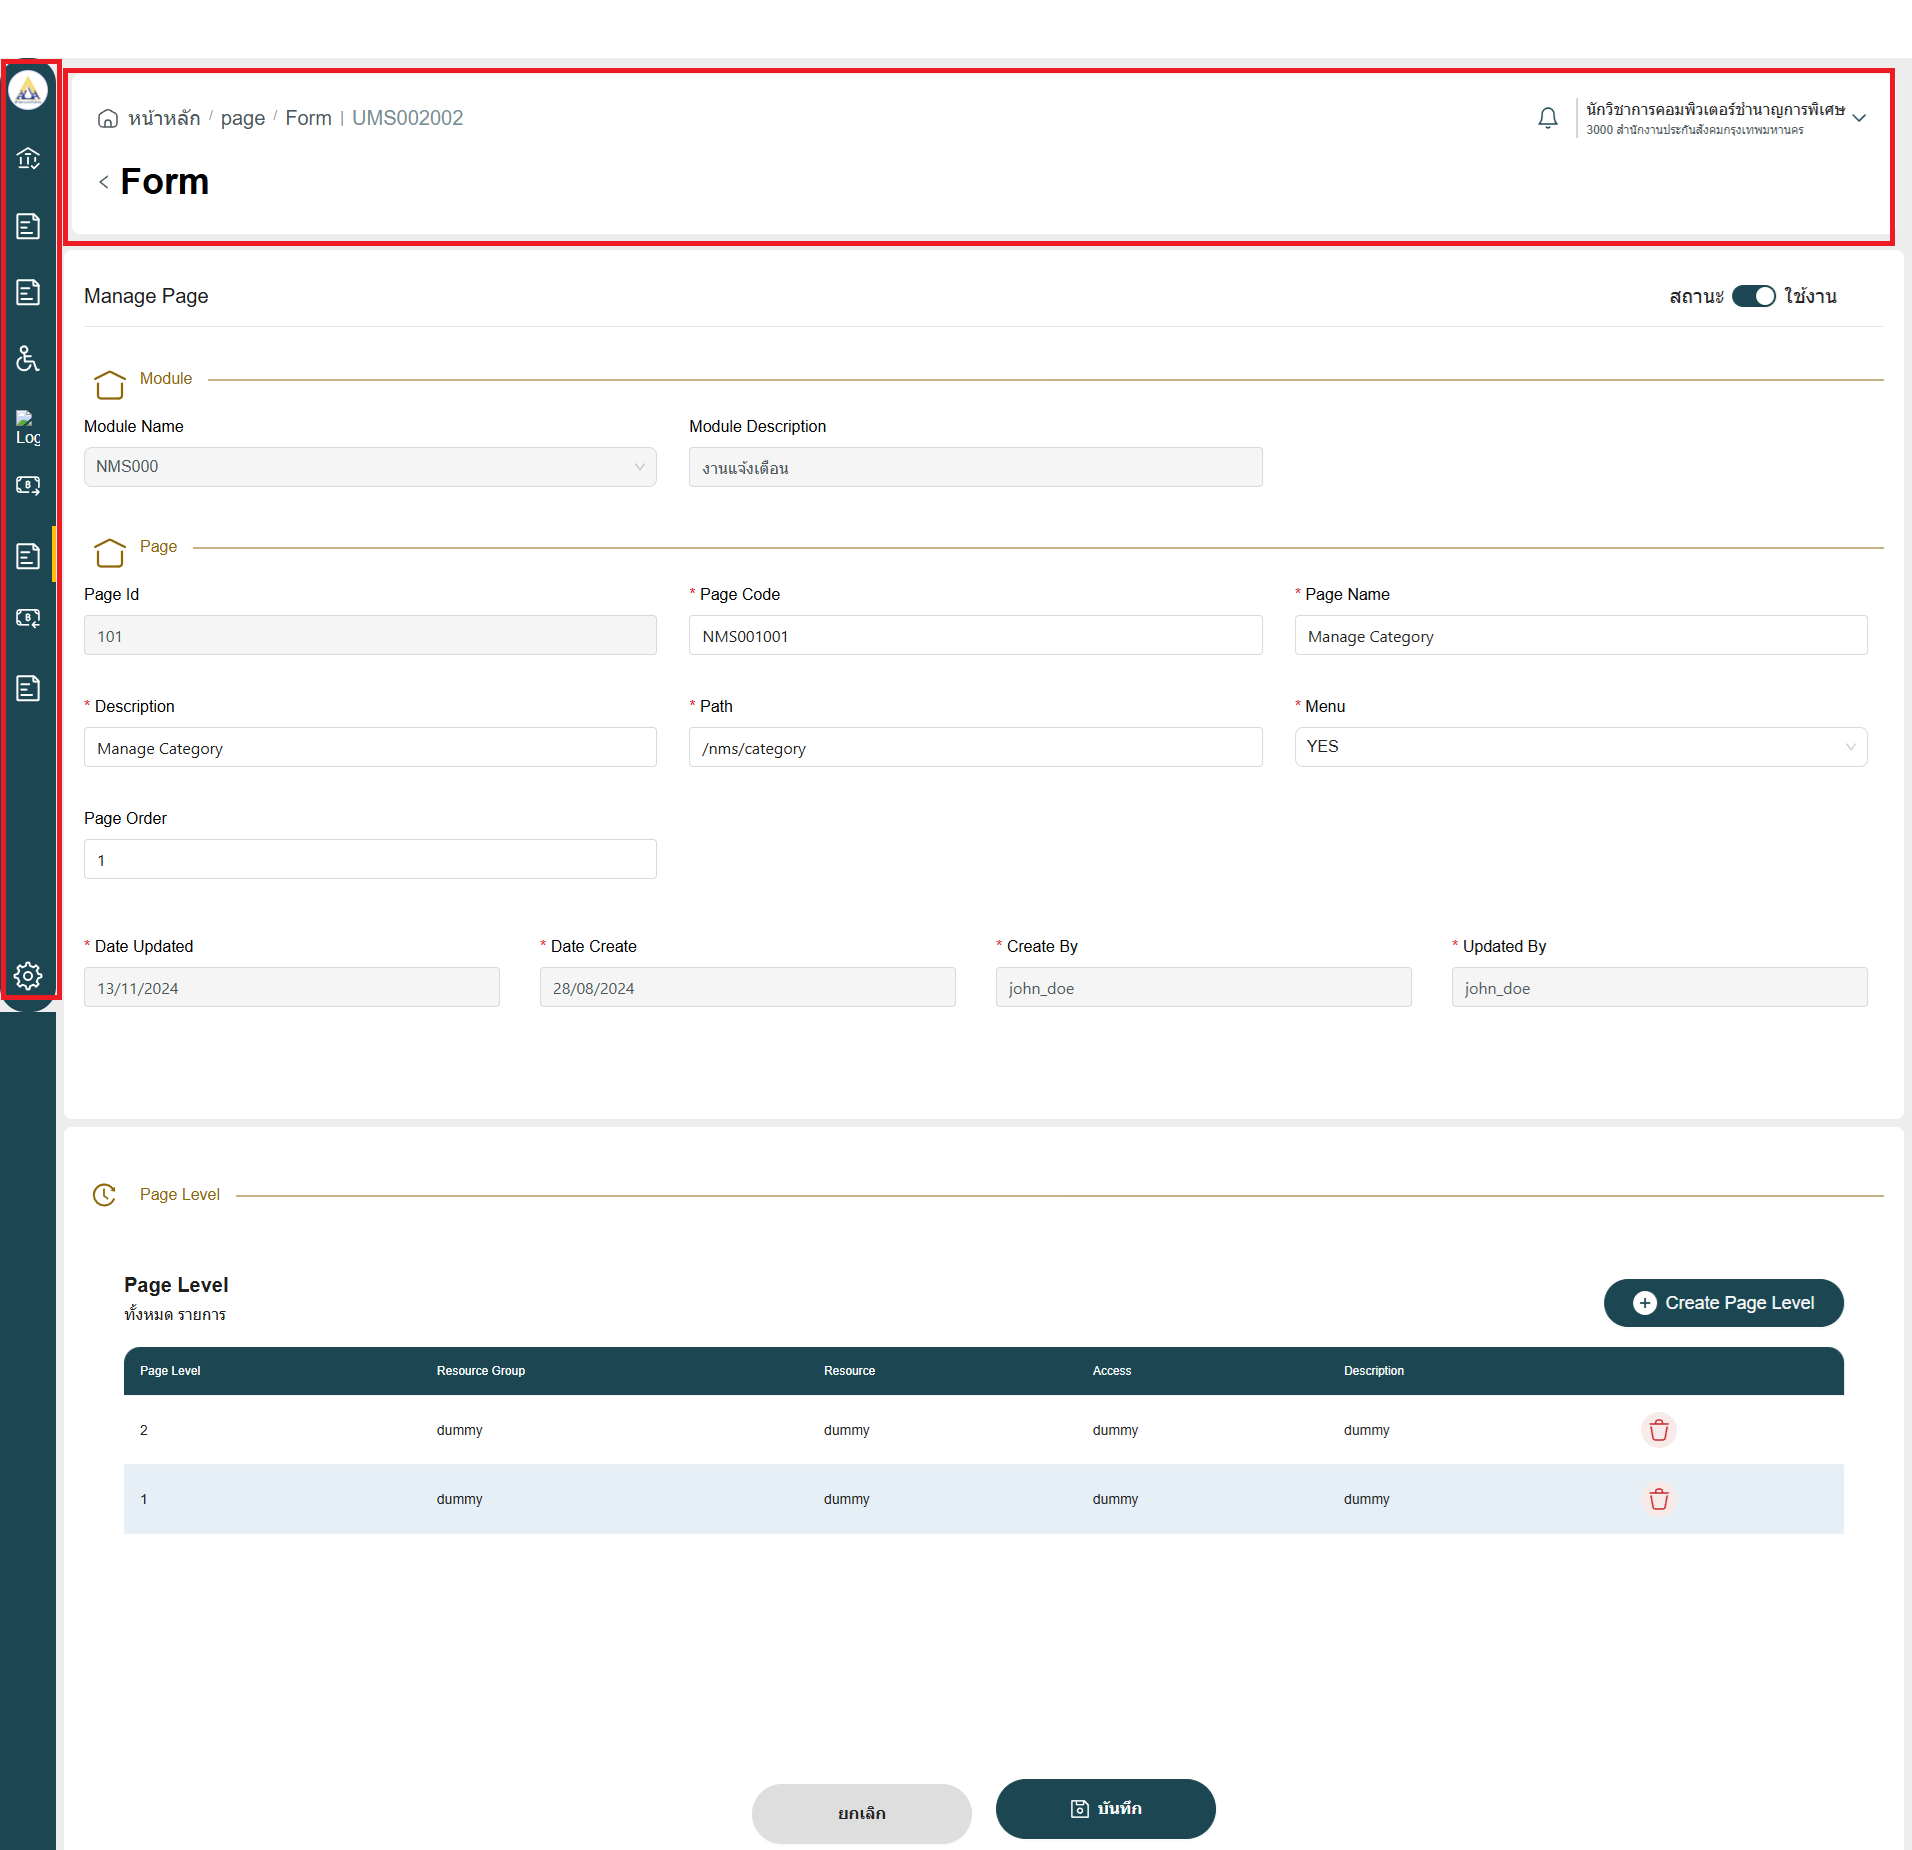 หน้าหลัก / page / Form | UMS002002
นักวิชาการคอมพิวเตอร์ชำนาญการพิเศษ
3000 สำนักงานประกันสังคมกรุงเทพมหานคร
< Form
Manage Page
สถานะ ใช้งาน
Module
Module Name Module Description
NMS000 งานแจ้งเตือน
Log
Page
Page Id * Page Code * Page Name
101 NMS001001 Manage Category
* Description * Path * Menu
Manage Category /nms/category YES
Page Order
1
* Date Updated * Date Create * Create By * Updated By
13/11/2024 28/08/2024 john_doe john_doe
Page Level
Page Level
ทั้งหมด รายการ
Create Page Level
Page Level Resource Group Resource Access Description
2 dummy dummy dummy dummy
1 dummy dummy dummy dummy
ยกเลิก บันทึก